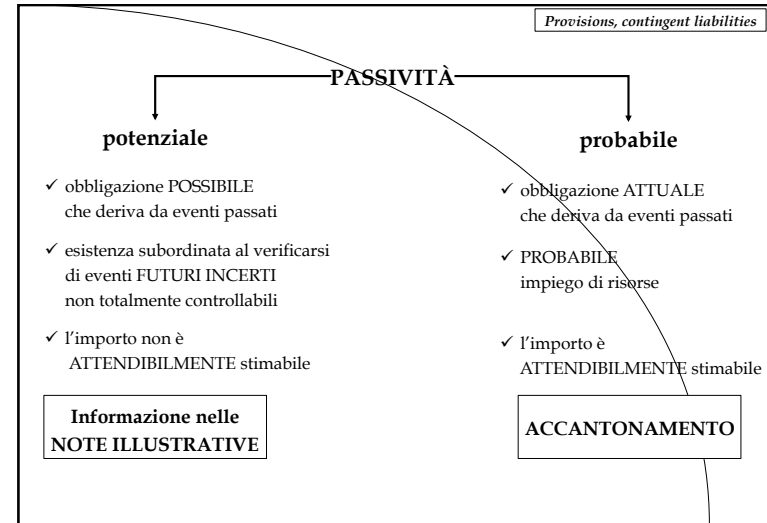 Provisions, contingent liabilities
PASSIVITÀ
potenziale
✓ obbligazione POSSIBILE
che deriva da eventi passati
✓ esistenza subordinata al verificarsi
di eventi FUTURI INCERTI
non totalmente controllabili
✓ l'importo non è
ATTENDIBILMENTE stimabile
Informazione nelle
NOTE ILLUSTRATIVE
probabile
✓ obbligazione ATTUALE
che deriva da eventi passati
✓ PROBABILE
impiego di risorse
✓ l'importo è
ATTENDIBILMENTE stimabile
ACCANTONAMENTO